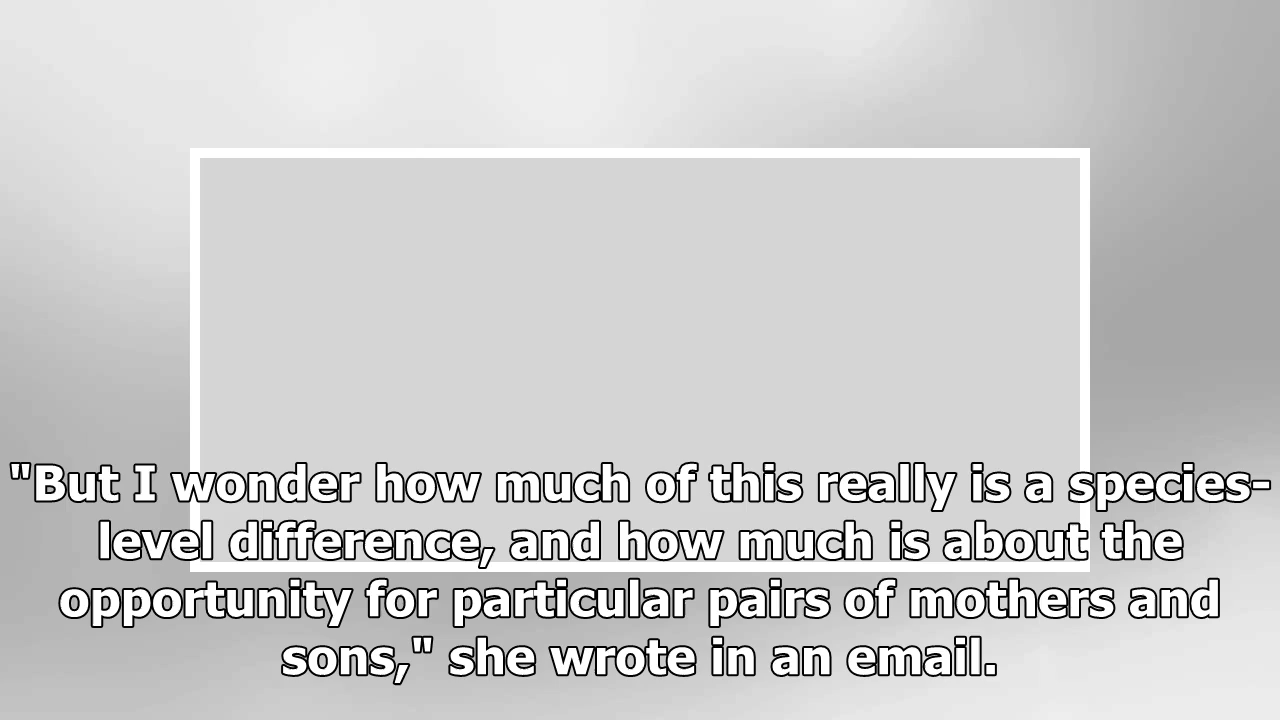 "But I wonder how much of this really is a species-
level difference, and how much is about the
opportunity for particular pairs of mothers and
sons," she wrote in an email.